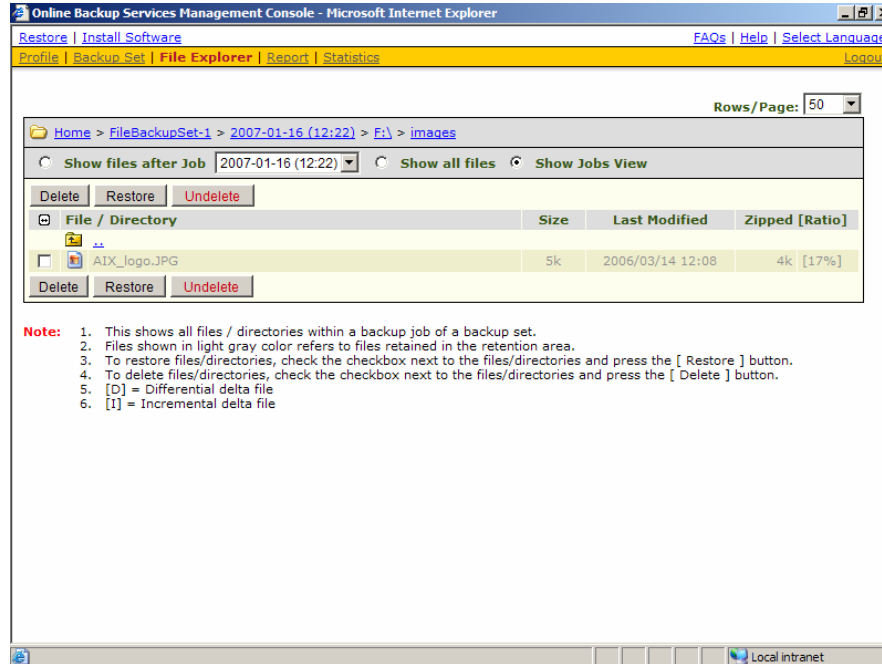 Online Backup Services Management Console - Microsoft Internet Explorer
Restore | Install Software FAQs | Help | Select Language
Profile | Backup Set | File Explorer | Report | Statistics Logout
Rows/Page: 50
Home > FileBackupSet-1 > 2007-01-16 (12:22) > F:\ > images
Show files after Job 2007-01-16 (12:22) Show all files Show Jobs View
Delete Restore Undelete
File / Directory Size Last Modified Zipped [Ratio]
..
AIX_logo.JPG 5k 2006/03/14 12:08 4k [17%]
Delete Restore Undelete
Note: 1. This shows all files / directories within a backup job of a backup set.
2. Files shown in light gray color refers to files retained in the retention area.
3. To restore files/directories, check the checkbox next to the files/directories and press the [ Restore ] button.
4. To delete files/directories, check the checkbox next to the files/directories and press the [ Delete ] button.
5. [D] = Differential delta file
6. [I] = Incremental delta file
Local intranet